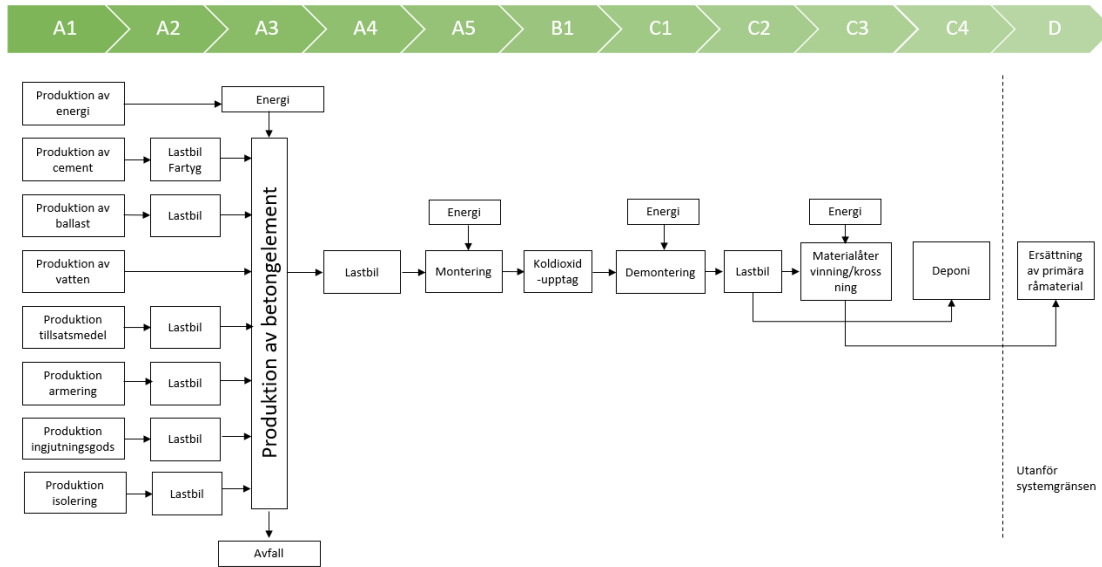 A1
A2
A3
A4
A5
B1
C1
C2
C3
C4
D
Produktion av
energi
Energi
Produktion av
cement
Lastbil
Fartyg
Produktion av
ballast
Lastbil
Produktion av
vatten
Produktion
tillsatsmedel
Lastbil
Produktion
armering
Lastbil
Produktion
ingjutningsgods
Lastbil
Produktion
isolering
Lastbil
Produktion av betongelement
Avfall
Lastbil
Energi
Montering
Koldioxid
-upptag
Energi
Demontering
Lastbil
Energi
Materialåter
vinning/kross
ning
Deponi
Ersättning
av primära
råmaterial
Utanför
systemgränsen